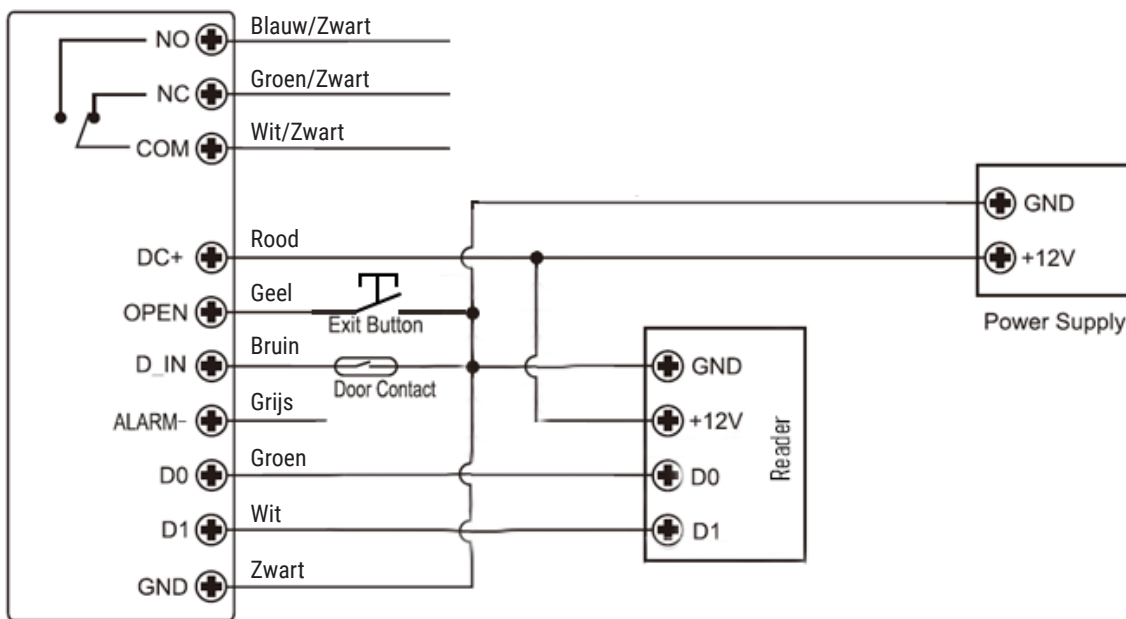 NO Blauw/Zwart
NC Groen/Zwart
COM Wit/Zwart
GND
DC+ Rood
+12V
OPEN Geel
Exit Button
Power Supply
D_IN Bruin
GND
Door Contact
ALARM- Grijs
+12V
D0 Groen
D0
Reader
D1 Wit
D1
GND Zwart